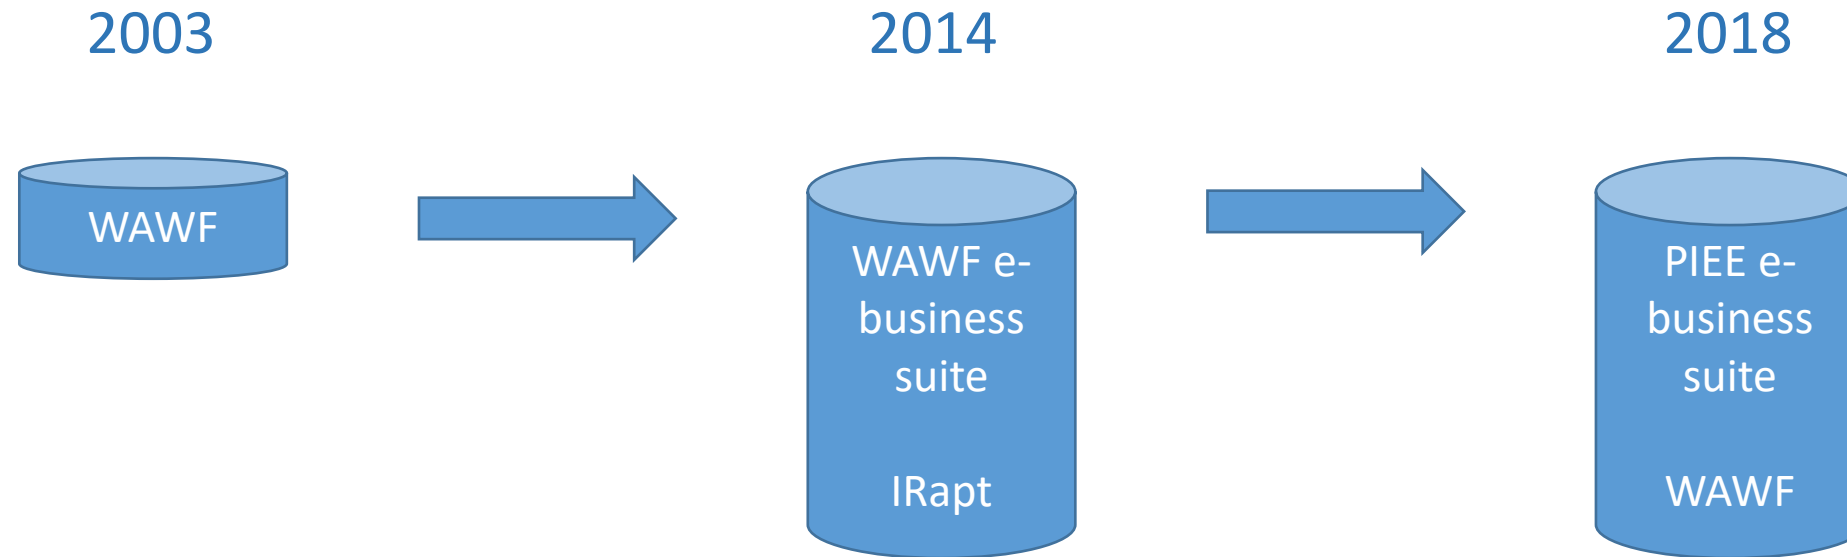 2003
2014
2018
WAWF
WAWF e-
business
suite
IRapt
PIEE e-
business
suite
WAWF